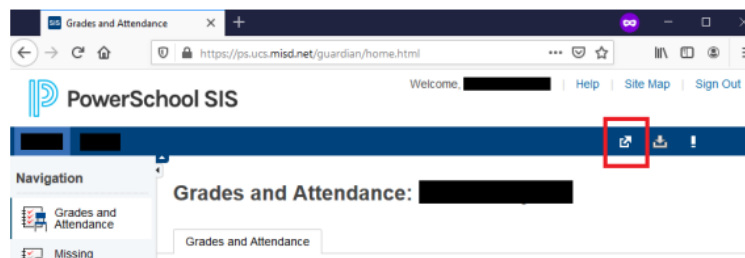 SIS Grades and Attendance
https://ps.ucs.misd.net/guardian/home.html
PowerSchool SIS
Welcome,
Help
Site Map
Sign Out
Navigation
Grades and Attendance:
Grades and
Attendance
Grades and Attendance
Missing